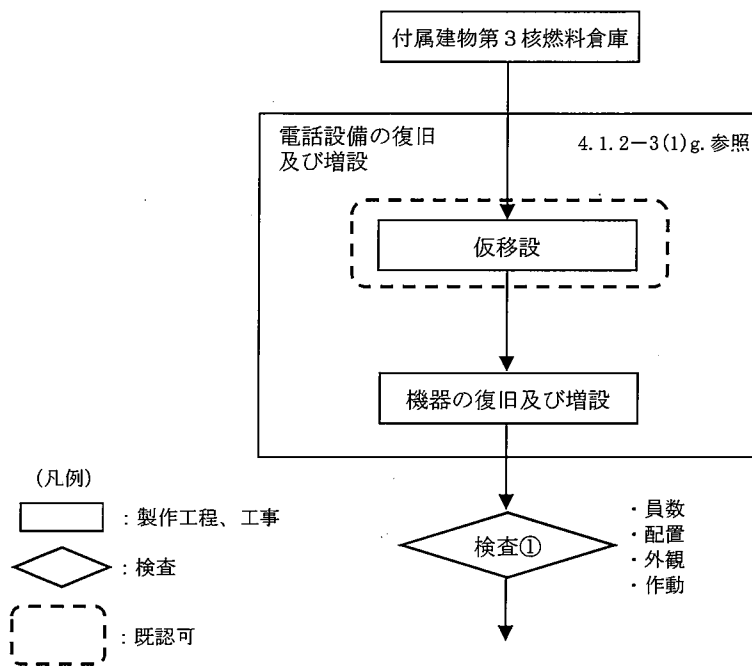 付属建物第３核燃料倉庫
電話設備の復旧
及び増設
4.1.2－3(1)g.参照
仮移設
機器の復旧及び増設
検査①
・員数
・配置
・外観
・作動
(凡例)
：製作工程、工事
：検査
：既認可